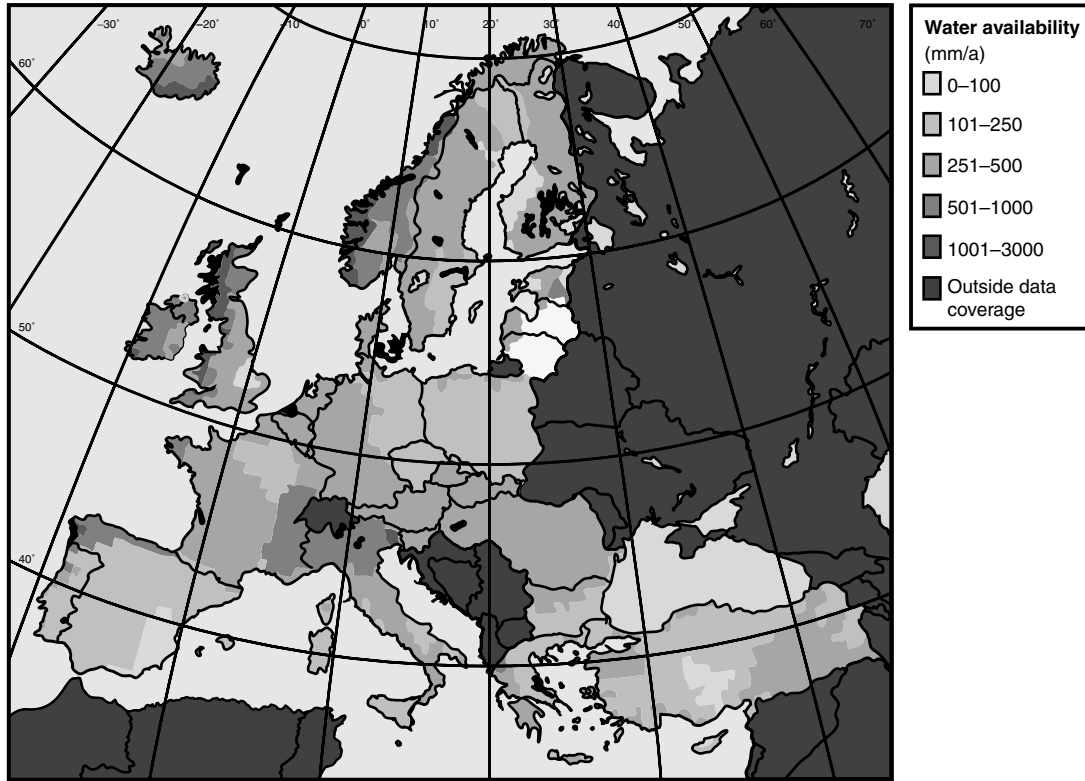 –30° –20° –10° 0° 10° 20° 30° 40° 50° 60° 70°
60°
50°
40°
Water availability
(mm/a)
0–100
101–250
251–500
501–1000
1001–3000
Outside data
coverage